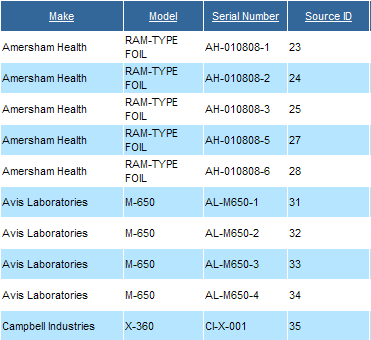 Make Model Serial Number Source ID
Amersham Health RAM-TYPE FOIL AH-010808-1 23
Amersham Health RAM-TYPE FOIL AH-010808-2 24
Amersham Health RAM-TYPE FOIL AH-010808-3 25
Amersham Health RAM-TYPE FOIL AH-010808-5 27
Amersham Health RAM-TYPE FOIL AH-010808-6 28
Avis Laboratories M-650 AL-M650-1 31
Avis Laboratories M-650 AL-M650-2 32
Avis Laboratories M-650 AL-M650-3 33
Avis Laboratories M-650 AL-M650-4 34
Campbell Industries X-360 CI-X-001 35